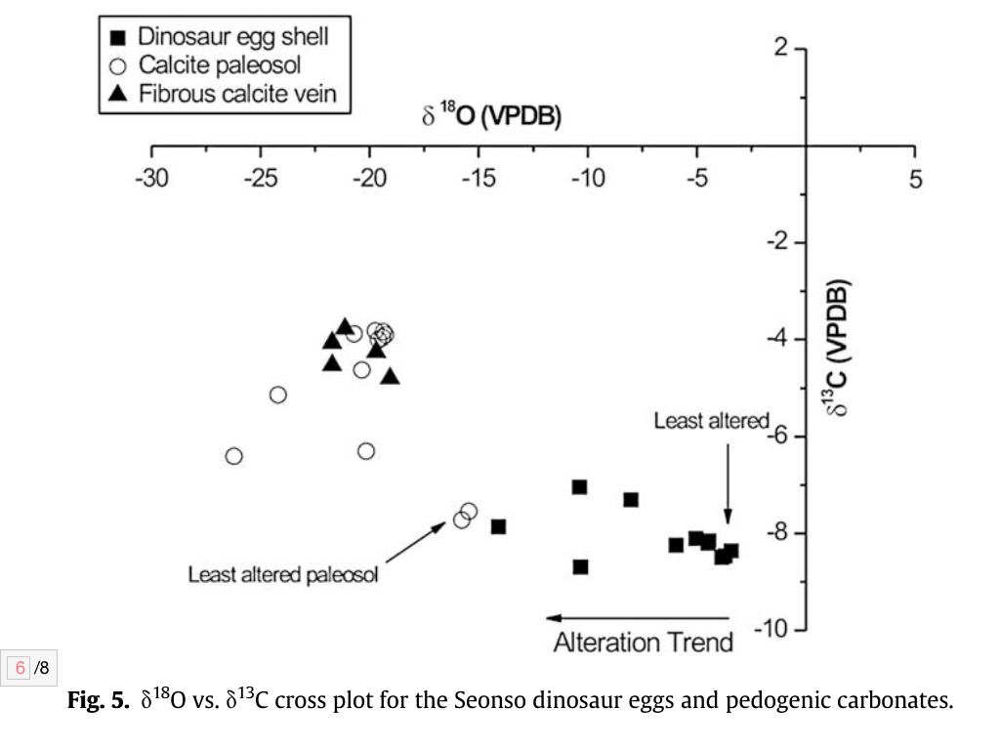 Dinosaur egg shell
Calcite paleosol
Fibrous calcite vein
δ ¹⁸O (VPDB)
2
-30 -25 -20 -15 -10 -5 5
-2
-4
δ¹³C (VPDB)
Least altered
-6
-8
Least altered paleosol
-10
Alteration Trend
6 /8
Fig. 5. δ¹⁸O vs. δ¹³C cross plot for the Seonso dinosaur eggs and pedogenic carbonates.